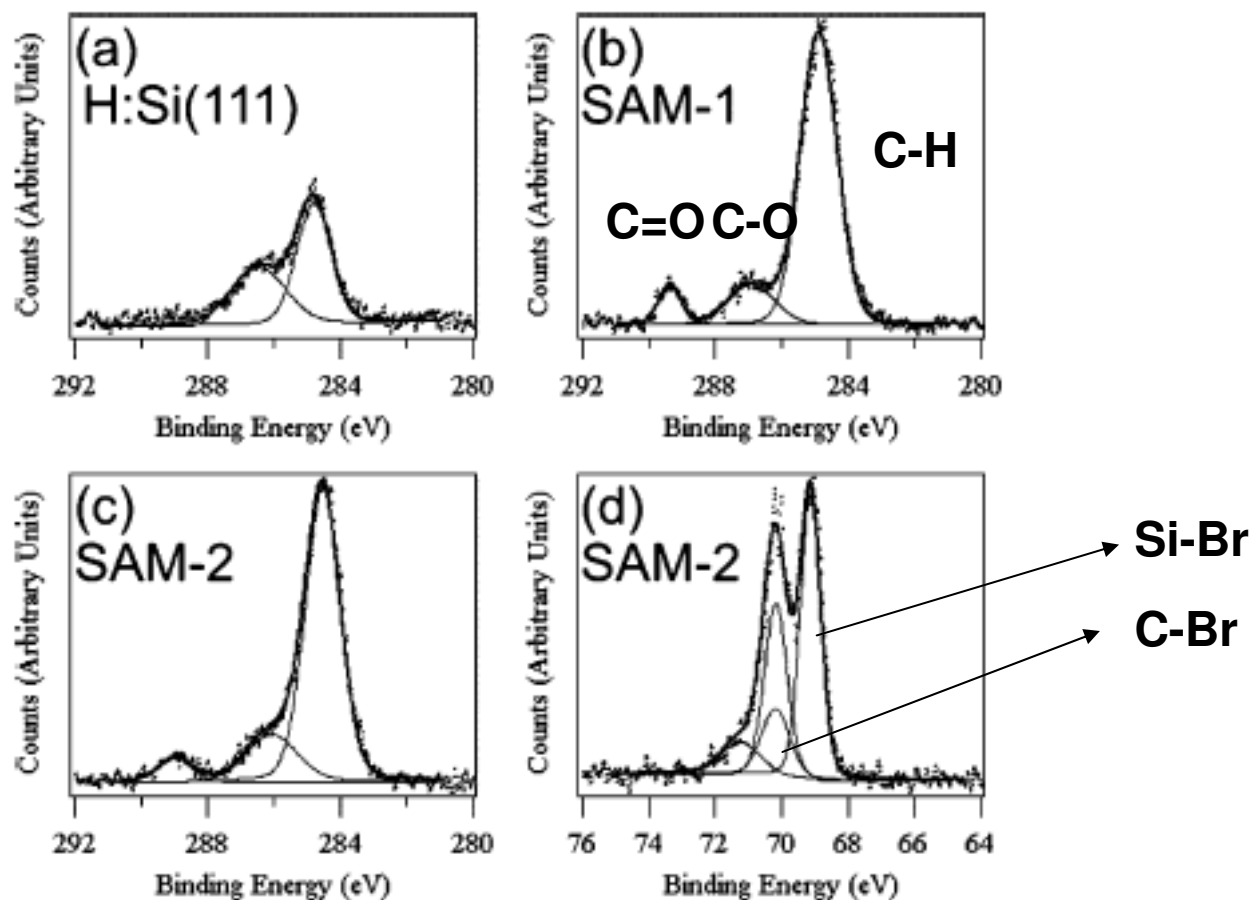 (a)
H:Si(111)
Counts (Arbitrary Units)
292 288 284 280
Binding Energy (eV)
(b)
SAM-1
C-H
C=O C-O
Counts (Arbitrary Units)
292 288 284 280
Binding Energy (eV)
(c)
SAM-2
Counts (Arbitrary Units)
292 288 284 280
Binding Energy (eV)
(d)
SAM-2
Si-Br
C-Br
Counts (Arbitrary Units)
76 74 72 70 68 66 64
Binding Energy (eV)